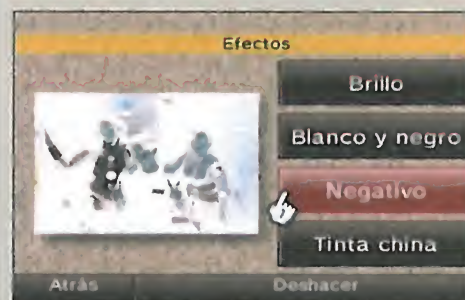 Efectos
Brillo
Blanco y negro
Negativo
Tinta china
Atrás
Deshacer